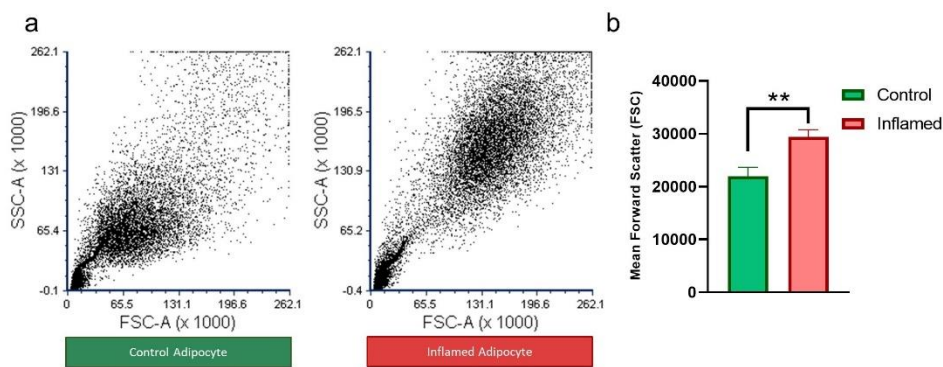 a
262.1
196.6
131
65.4
-0.1
SSC-A (x 1000)
0 65.5 131.1 196.6 262.1
FSC-A (x 1000)
Control Adipocyte
262.1
196.5
130.9
65.2
-0.4
SSC-A (x 1000)
0 65.5 131.1 196.6 262.1
FSC-A (x 1000)
Inflamed Adipocyte
b
40000
30000
20000
10000
0
Mean Forward Scatter (FSC)
**
Control
Inflamed